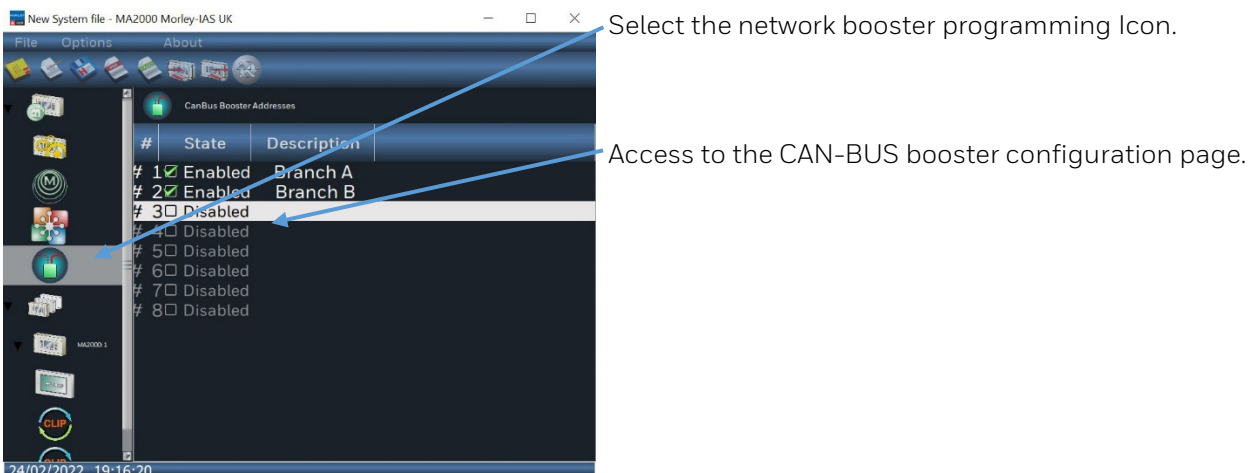 New System file - MA2000 Morley-IAS UK
Select the network booster programming Icon.
File Options About
CanBus Booster Addresses
# State Description
Access to the CAN-BUS booster configuration page.
# 1 Enabled Branch A
# 2 Enabled Branch B
# 3 Disabled
# 4 Disabled
# 5 Disabled
# 6 Disabled
# 7 Disabled
# 8 Disabled
MA2000:1
CLIP
24/02/2022 19:16:20